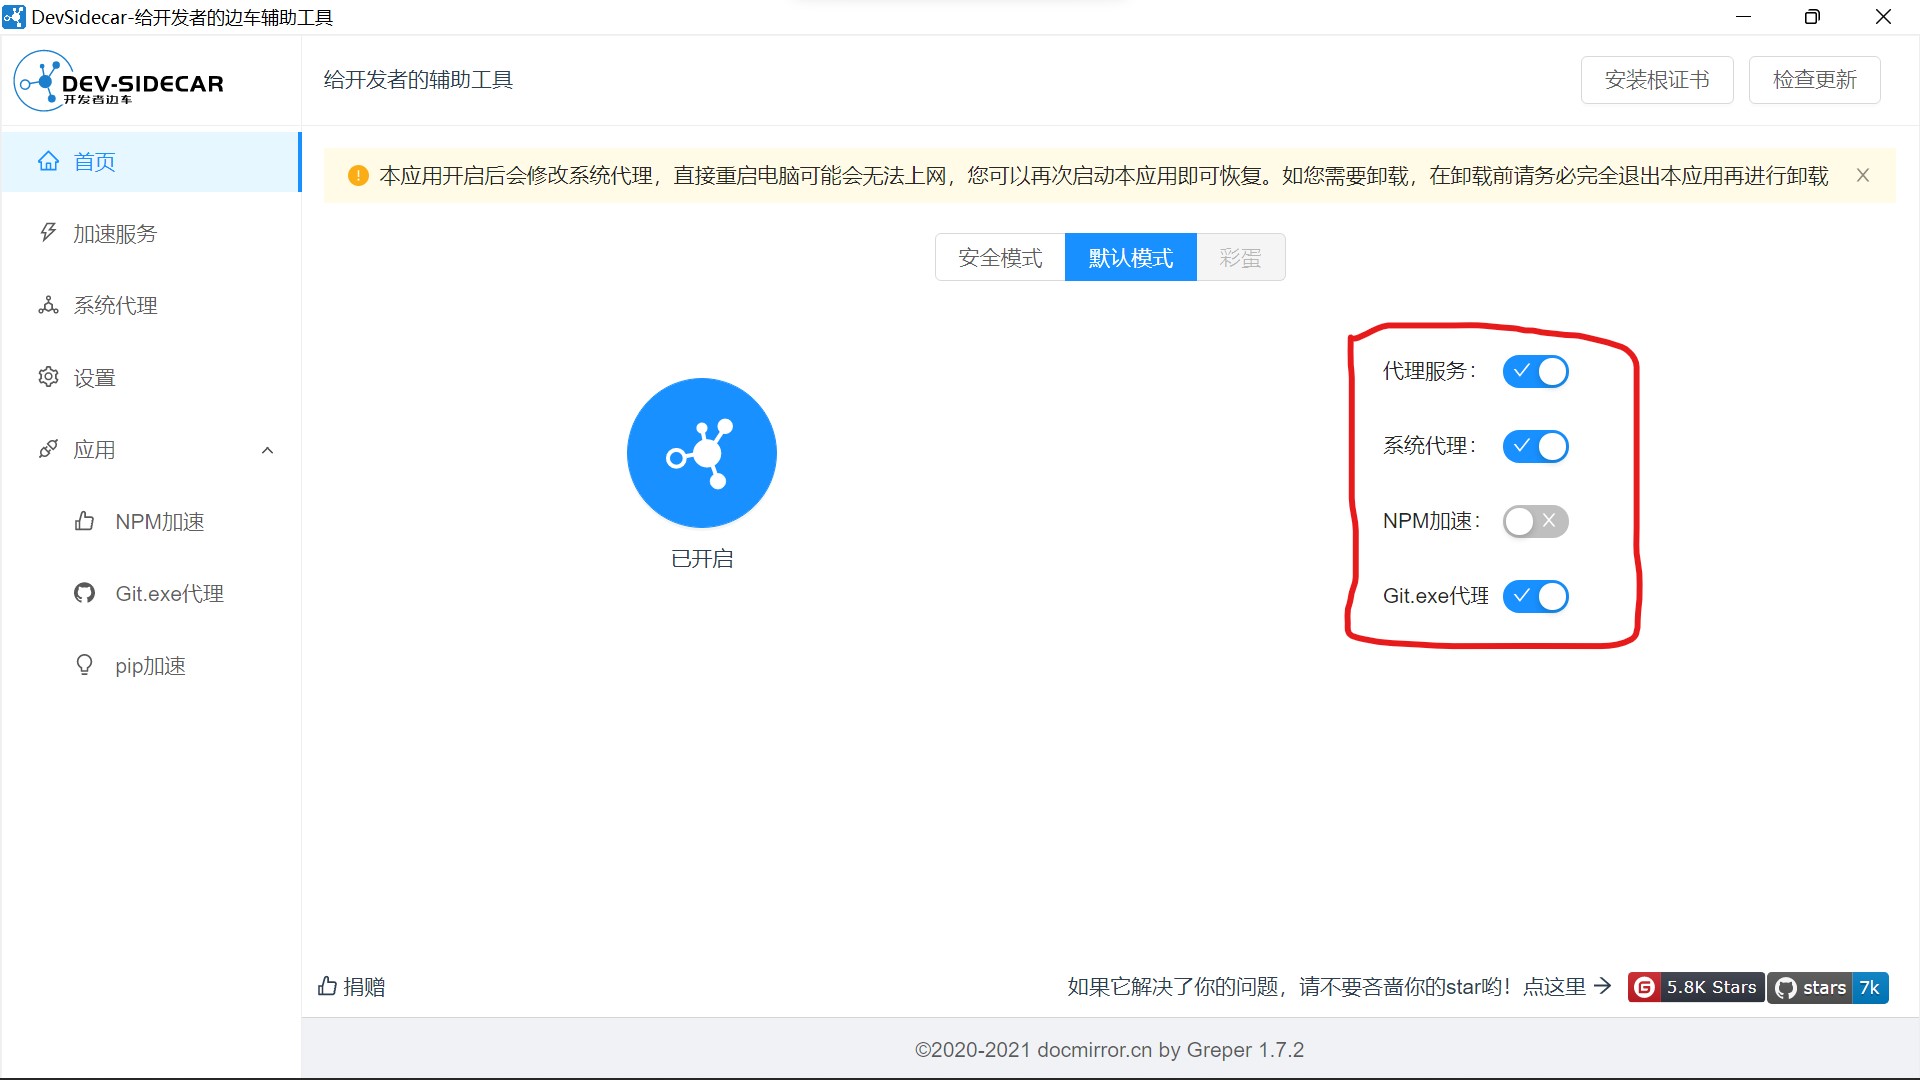 DevSidecar-给开发者的边车辅助工具
DEV-SIDECAR
开发者边车
给开发者的辅助工具
安装根证书
检查更新
首页
加速服务
系统代理
设置
应用
NPM加速
Git.exe代理
pip加速
本应用开启后会修改系统代理，直接重启电脑可能会无法上网，您可以再次启动本应用即可恢复。如您需要卸载，在卸载前请务必完全退出本应用再进行卸载
安全模式
默认模式
彩蛋
已开启
代理服务：
系统代理：
NPM加速：
Git.exe代理
捐赠
如果它解决了你的问题，请不要吝啬你的star哟！点这里
5.8K Stars
stars 7k
©2020-2021 docmirror.cn by Greper 1.7.2